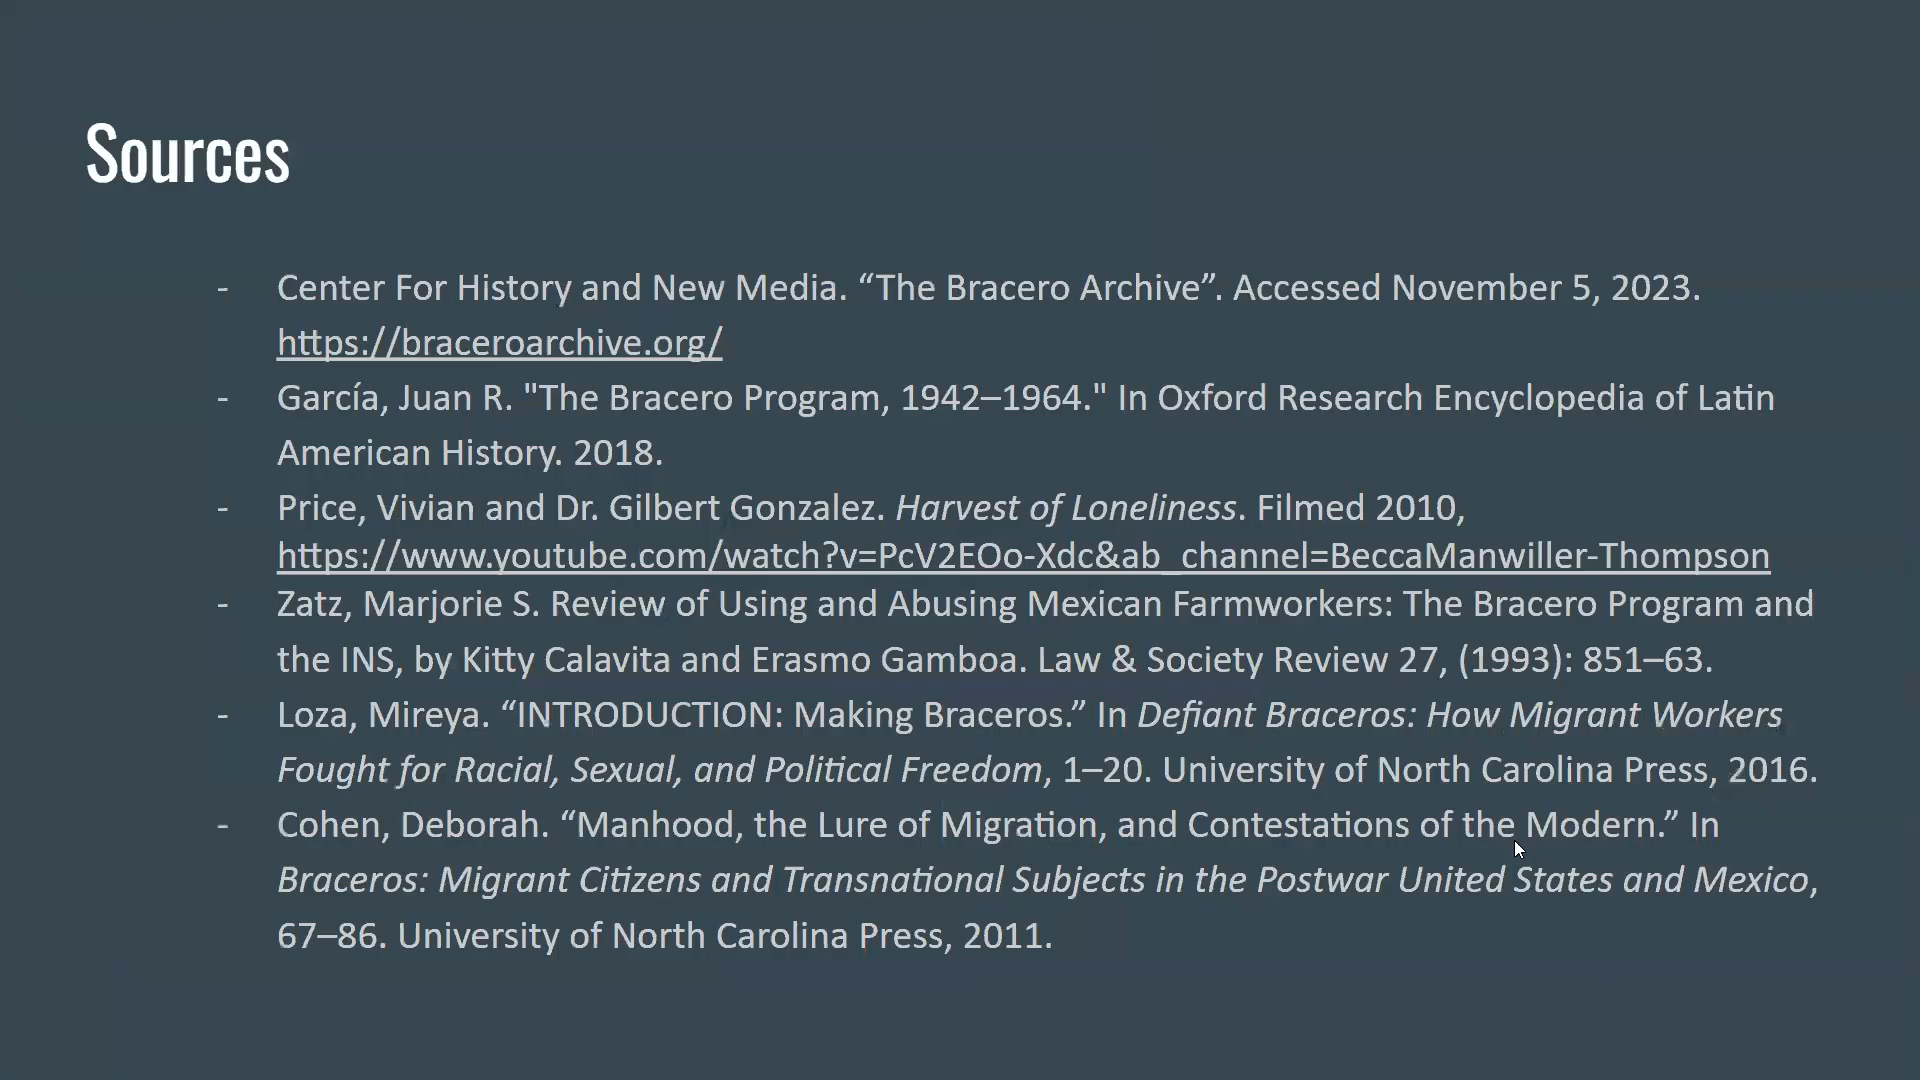 Sources
- Center For History and New Media. “The Bracero Archive”. Accessed November 5, 2023.
https://braceroarchive.org/
- García, Juan R. "The Bracero Program, 1942–1964." In Oxford Research Encyclopedia of Latin
American History. 2018.
- Price, Vivian and Dr. Gilbert Gonzalez. Harvest of Loneliness. Filmed 2010,
https://www.youtube.com/watch?v=PcV2EOo-Xdc&ab_channel=BeccaManwiller-Thompson
- Zatz, Marjorie S. Review of Using and Abusing Mexican Farmworkers: The Bracero Program and
the INS, by Kitty Calavita and Erasmo Gamboa. Law & Society Review 27, (1993): 851–63.
- Loza, Mireya. “INTRODUCTION: Making Braceros.” In Defiant Braceros: How Migrant Workers
Fought for Racial, Sexual, and Political Freedom, 1–20. University of North Carolina Press, 2016.
- Cohen, Deborah. “Manhood, the Lure of Migration, and Contestations of the Modern.” In
Braceros: Migrant Citizens and Transnational Subjects in the Postwar United States and Mexico,
67–86. University of North Carolina Press, 2011.